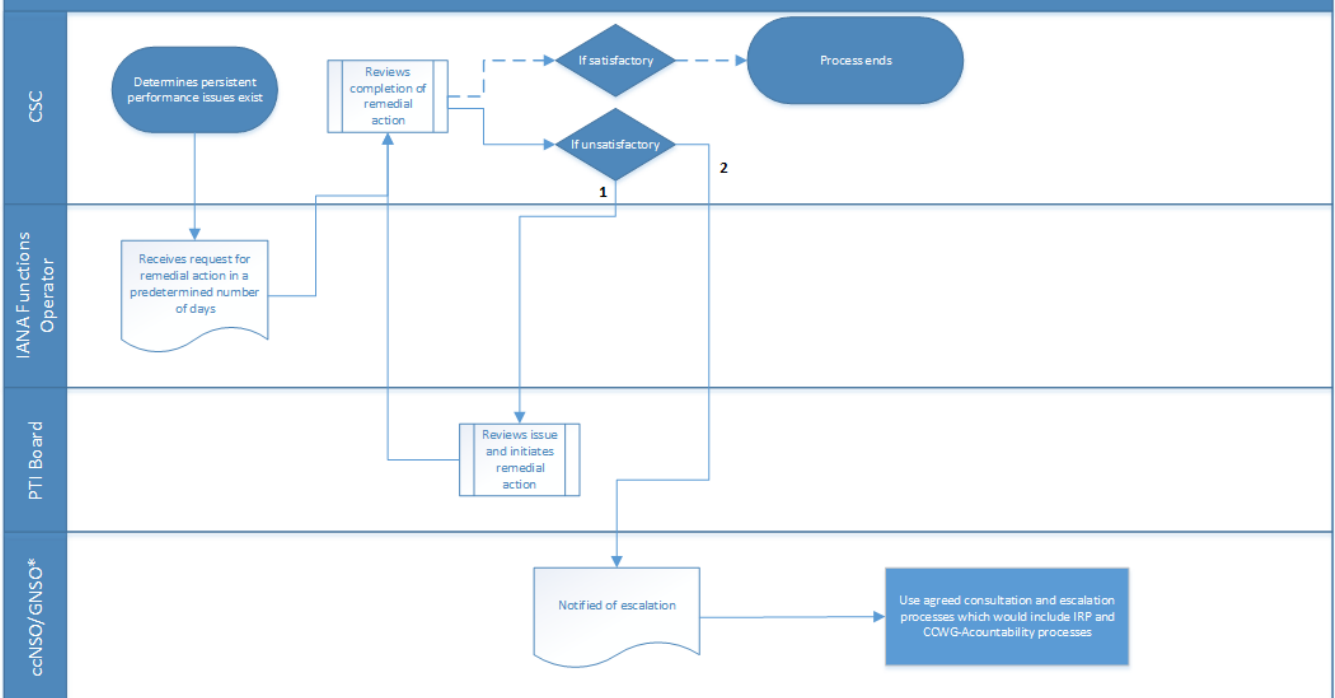 CSC
Determines persistent
performance issues exist
Reviews
completion of
remedial
action
If satisfactory
Process ends
If unsatisfactory
1
2
IANA Functions
Operator
Receives request for
remedial action in a
predetermined number
of days
PTI Board
Reviews issue
and initiates
remedial
action
ccNSO/GNSO*
Notified of escalation
Use agreed consultation and escalation
processes which would include IRP and
CCWG-Acountability processes